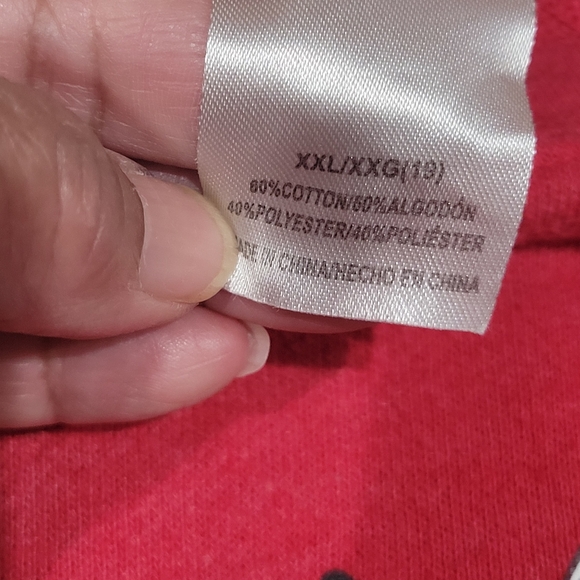 XXL/XXG(19)
60%COTTON/60%ALGODÓN
40%POLYESTER/40%POLIÉSTER
ADE IN CHINA/HECHO EN CHINA